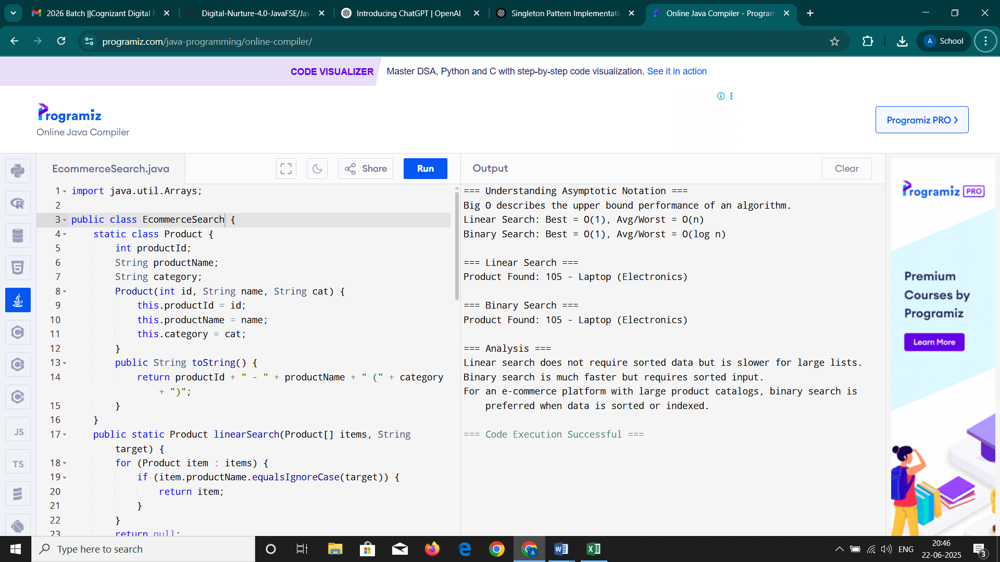 2026 Batch ||Cognizant Digital N
Digital-Nurture-4.0-JavaFSE/Jav
Introducing ChatGPT | OpenAI
Singleton Pattern Implementatio
Online Java Compiler - Program
programiz.com/java-programming/online-compiler/
A School
CODE VISUALIZER
Master DSA, Python and C with step-by-step code visualization. See it in action
Programiz
Online Java Compiler
Programiz PRO
EcommerceSearch.java
Share
Run
Output
Clear
1 import java.util.Arrays;
2
3 public class EcommerceSearch {
4 static class Product {
5 int productId;
6 String productName;
7 String category;
8 Product(int id, String name, String cat) {
9 this.productId = id;
10 this.productName = name;
11 this.category = cat;
12 }
13 public String toString() {
14 return productId + " - " + productName + " (" + category
+ ")";
15 }
16 }
17 public static Product linearSearch(Product[] items, String
target) {
18 for (Product item : items) {
19 if (item.productName.equalsIgnoreCase(target)) {
20 return item;
21 }
22 }
23 return null;
=== Understanding Asymptotic Notation ===
Big O describes the upper bound performance of an algorithm.
Linear Search: Best = O(1), Avg/Worst = O(n)
Binary Search: Best = O(1), Avg/Worst = O(log n)
=== Linear Search ===
Product Found: 105 - Laptop (Electronics)
=== Binary Search ===
Product Found: 105 - Laptop (Electronics)
=== Analysis ===
Linear search does not require sorted data but is slower for large lists.
Binary search is much faster but requires sorted input.
For an e-commerce platform with large product catalogs, binary search is
preferred when data is sorted or indexed.
=== Code Execution Successful ===
Programiz PRO
Premium
Courses by
Programiz
Learn More
JS
TS
Type here to search
ENG
20:46
22-06-2025
3